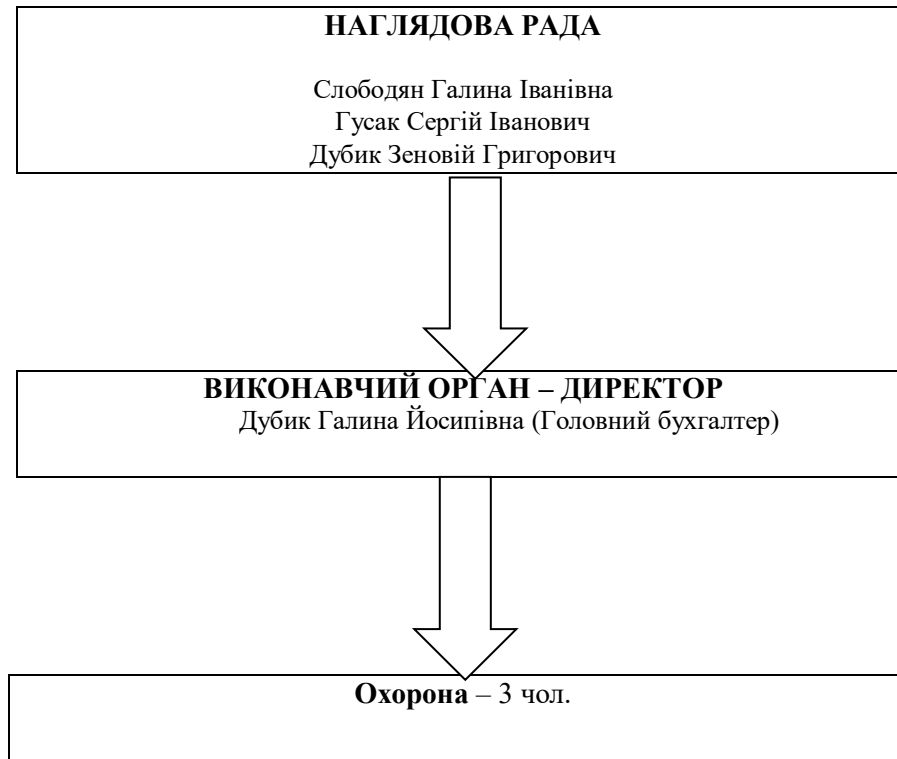 НАГЛЯДОВА РАДА
Слободян Галина Іванівна
Гусак Сергій Іванович
Дубик Зеновій Григорович
ВИКОНАВЧИЙ ОРГАН – ДИРЕКТОР
Дубик Галина Йосипівна (Головний бухгалтер)
Охорона – 3 чол.